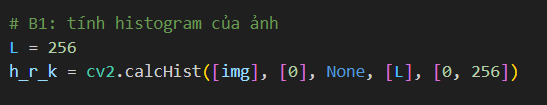 # B1: tính histogram của ảnh
L = 256
h_r_k = cv2.calcHist([img], [0], None, [L], [0, 256])